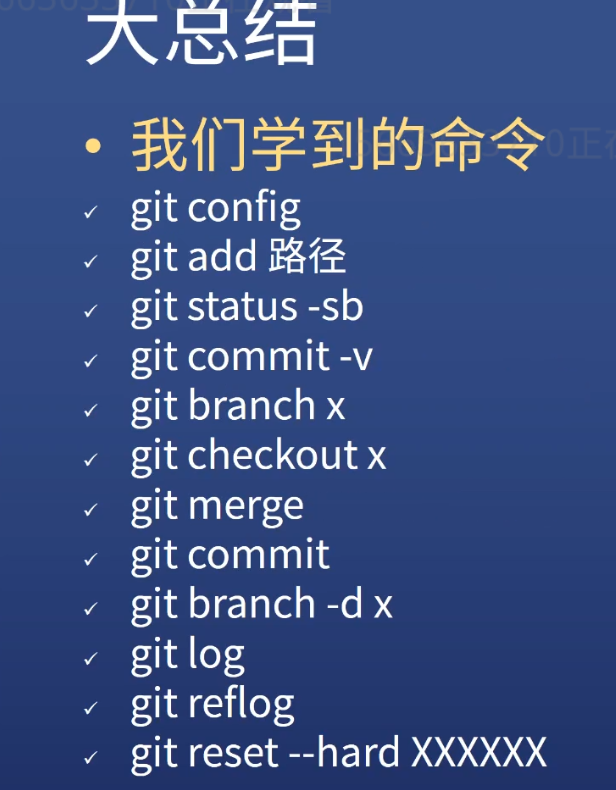 大总结
• 我们学到的命令
✓ git config
✓ git add 路径
✓ git status -sb
✓ git commit -v
✓ git branch x
✓ git checkout x
✓ git merge
✓ git commit
✓ git branch -d x
✓ git log
✓ git reflog
✓ git reset --hard XXXXXX